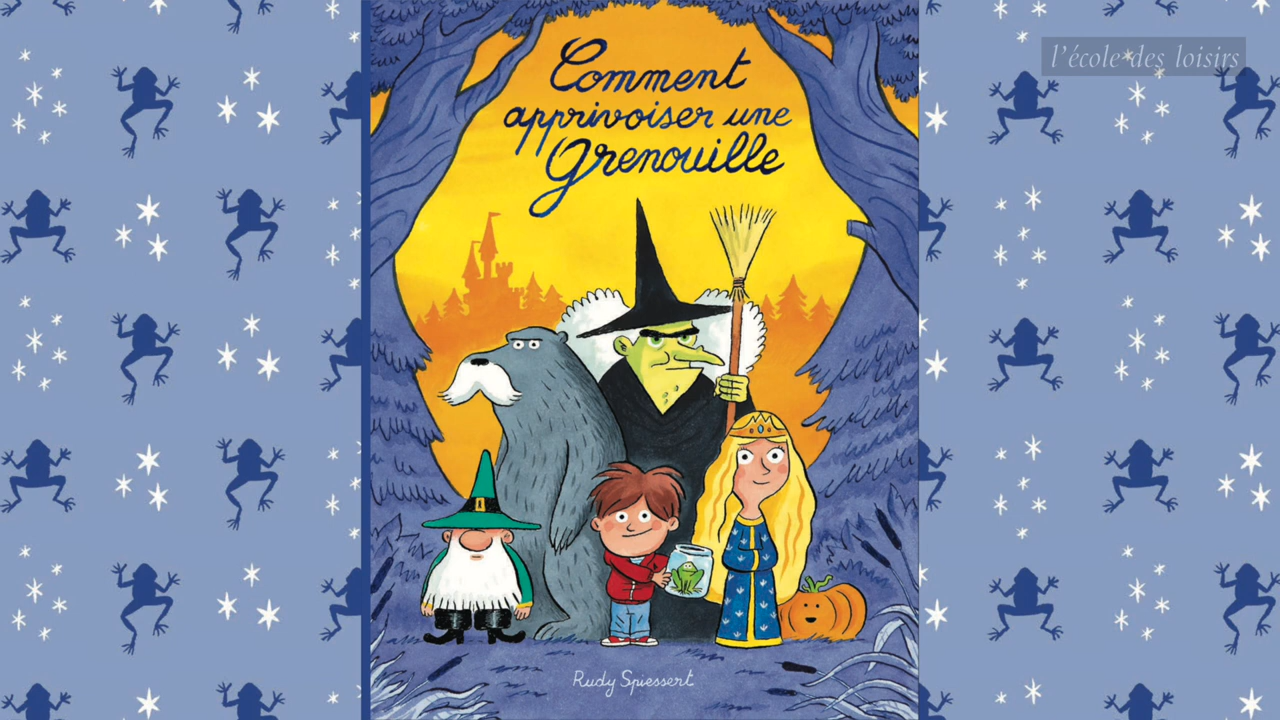 l'école des loisirs
Comment
apprivoiser une
Grenouille
Rudy Spiessert